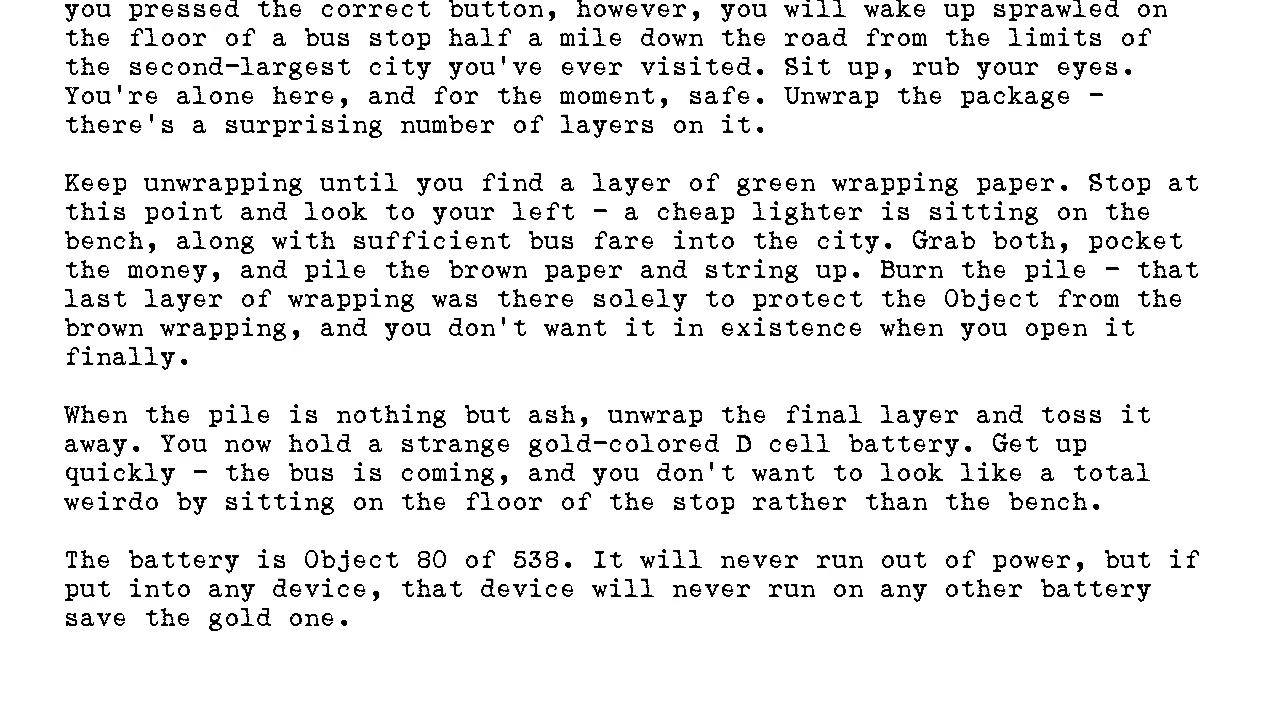 you pressed the correct button, however, you will wake up sprawled on
the floor of a bus stop half a mile down the road from the limits of
the second-largest city you've ever visited. Sit up, rub your eyes.
You're alone here, and for the moment, safe. Unwrap the package -
there's a surprising number of layers on it.

Keep unwrapping until you find a layer of green wrapping paper. Stop at
this point and look to your left - a cheap lighter is sitting on the
bench, along with sufficient bus fare into the city. Grab both, pocket
the money, and pile the brown paper and string up. Burn the pile - that
last layer of wrapping was there solely to protect the Object from the
brown wrapping, and you don't want it in existence when you open it
finally.

When the pile is nothing but ash, unwrap the final layer and toss it
away. You now hold a strange gold-colored D cell battery. Get up
quickly - the bus is coming, and you don't want to look like a total
weirdo by sitting on the floor of the stop rather than the bench.

The battery is Object 80 of 538. It will never run out of power, but if
put into any device, that device will never run on any other battery
save the gold one.